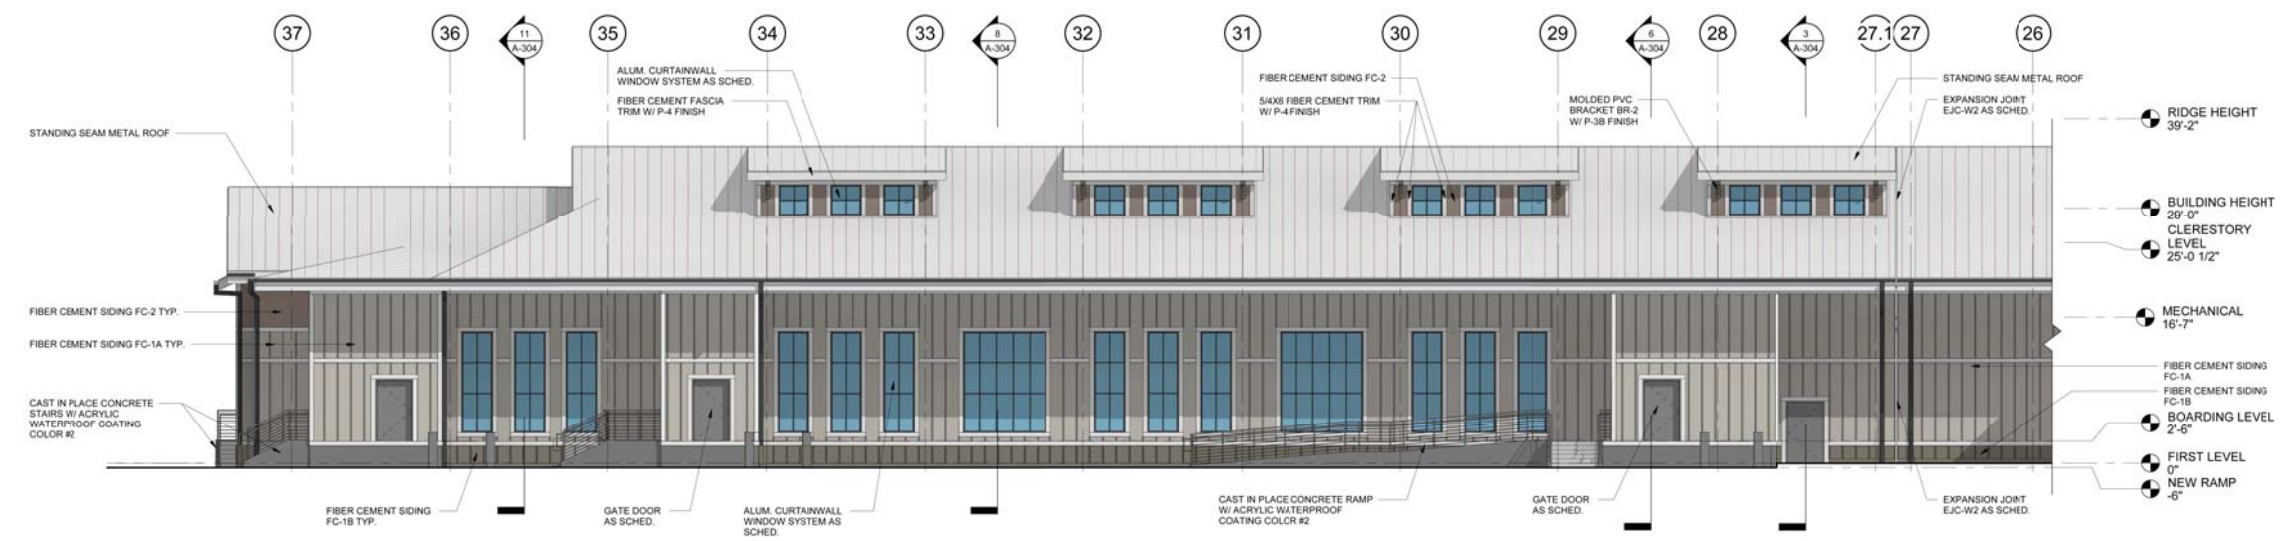 37
36
11
A-304
35
34
33
8
A-304
32
31
30
29
6
A-304
28
3
A-304
27.1
27
26
ALUM. CURTAINWALL
WINDOW SYSTEM AS SCHED.
FIBER CEMENT FASCIA
TRIM W/ P-4 FINISH
FIBER CEMENT SIDING FC-2
5/4X6 FIBER CEMENT TRIM
W/ P-4 FINISH
MOLDED PVC
BRACKET BR-2
W/ P-3B FINISH
STANDING SEAM METAL ROOF
EXPANSION JOINT
EJC-W2 AS SCHED.
STANDING SEAM METAL ROOF
RIDGE HEIGHT
39'-2"
BUILDING HEIGHT
29'-0"
CLERESTORY
LEVEL
25'-0 1/2"
MECHANICAL
16'-7"
FIBER CEMENT SIDING FC-2 TYP.
FIBER CEMENT SIDING FC-1A TYP.
CAST IN PLACE CONCRETE
STAIRS W/ ACRYLIC
WATERPROOF COATING
COLOR #2
FIBER CEMENT SIDING
FC-1A
FIBER CEMENT SIDING
FC-1B
BOARDING LEVEL
2'-6"
FIRST LEVEL
0"
NEW RAMP
-6"
FIBER CEMENT SIDING
FC-1B TYP.
GATE DOOR
AS SCHED.
ALUM. CURTAINWALL
WINDOW SYSTEM AS
SCHED.
CAST IN PLACE CONCRETE RAMP
W/ ACRYLIC WATERPROOF
COATING COLOR #2
GATE DOOR
AS SCHED.
EXPANSION JOINT
EJC-W2 AS SCHED.